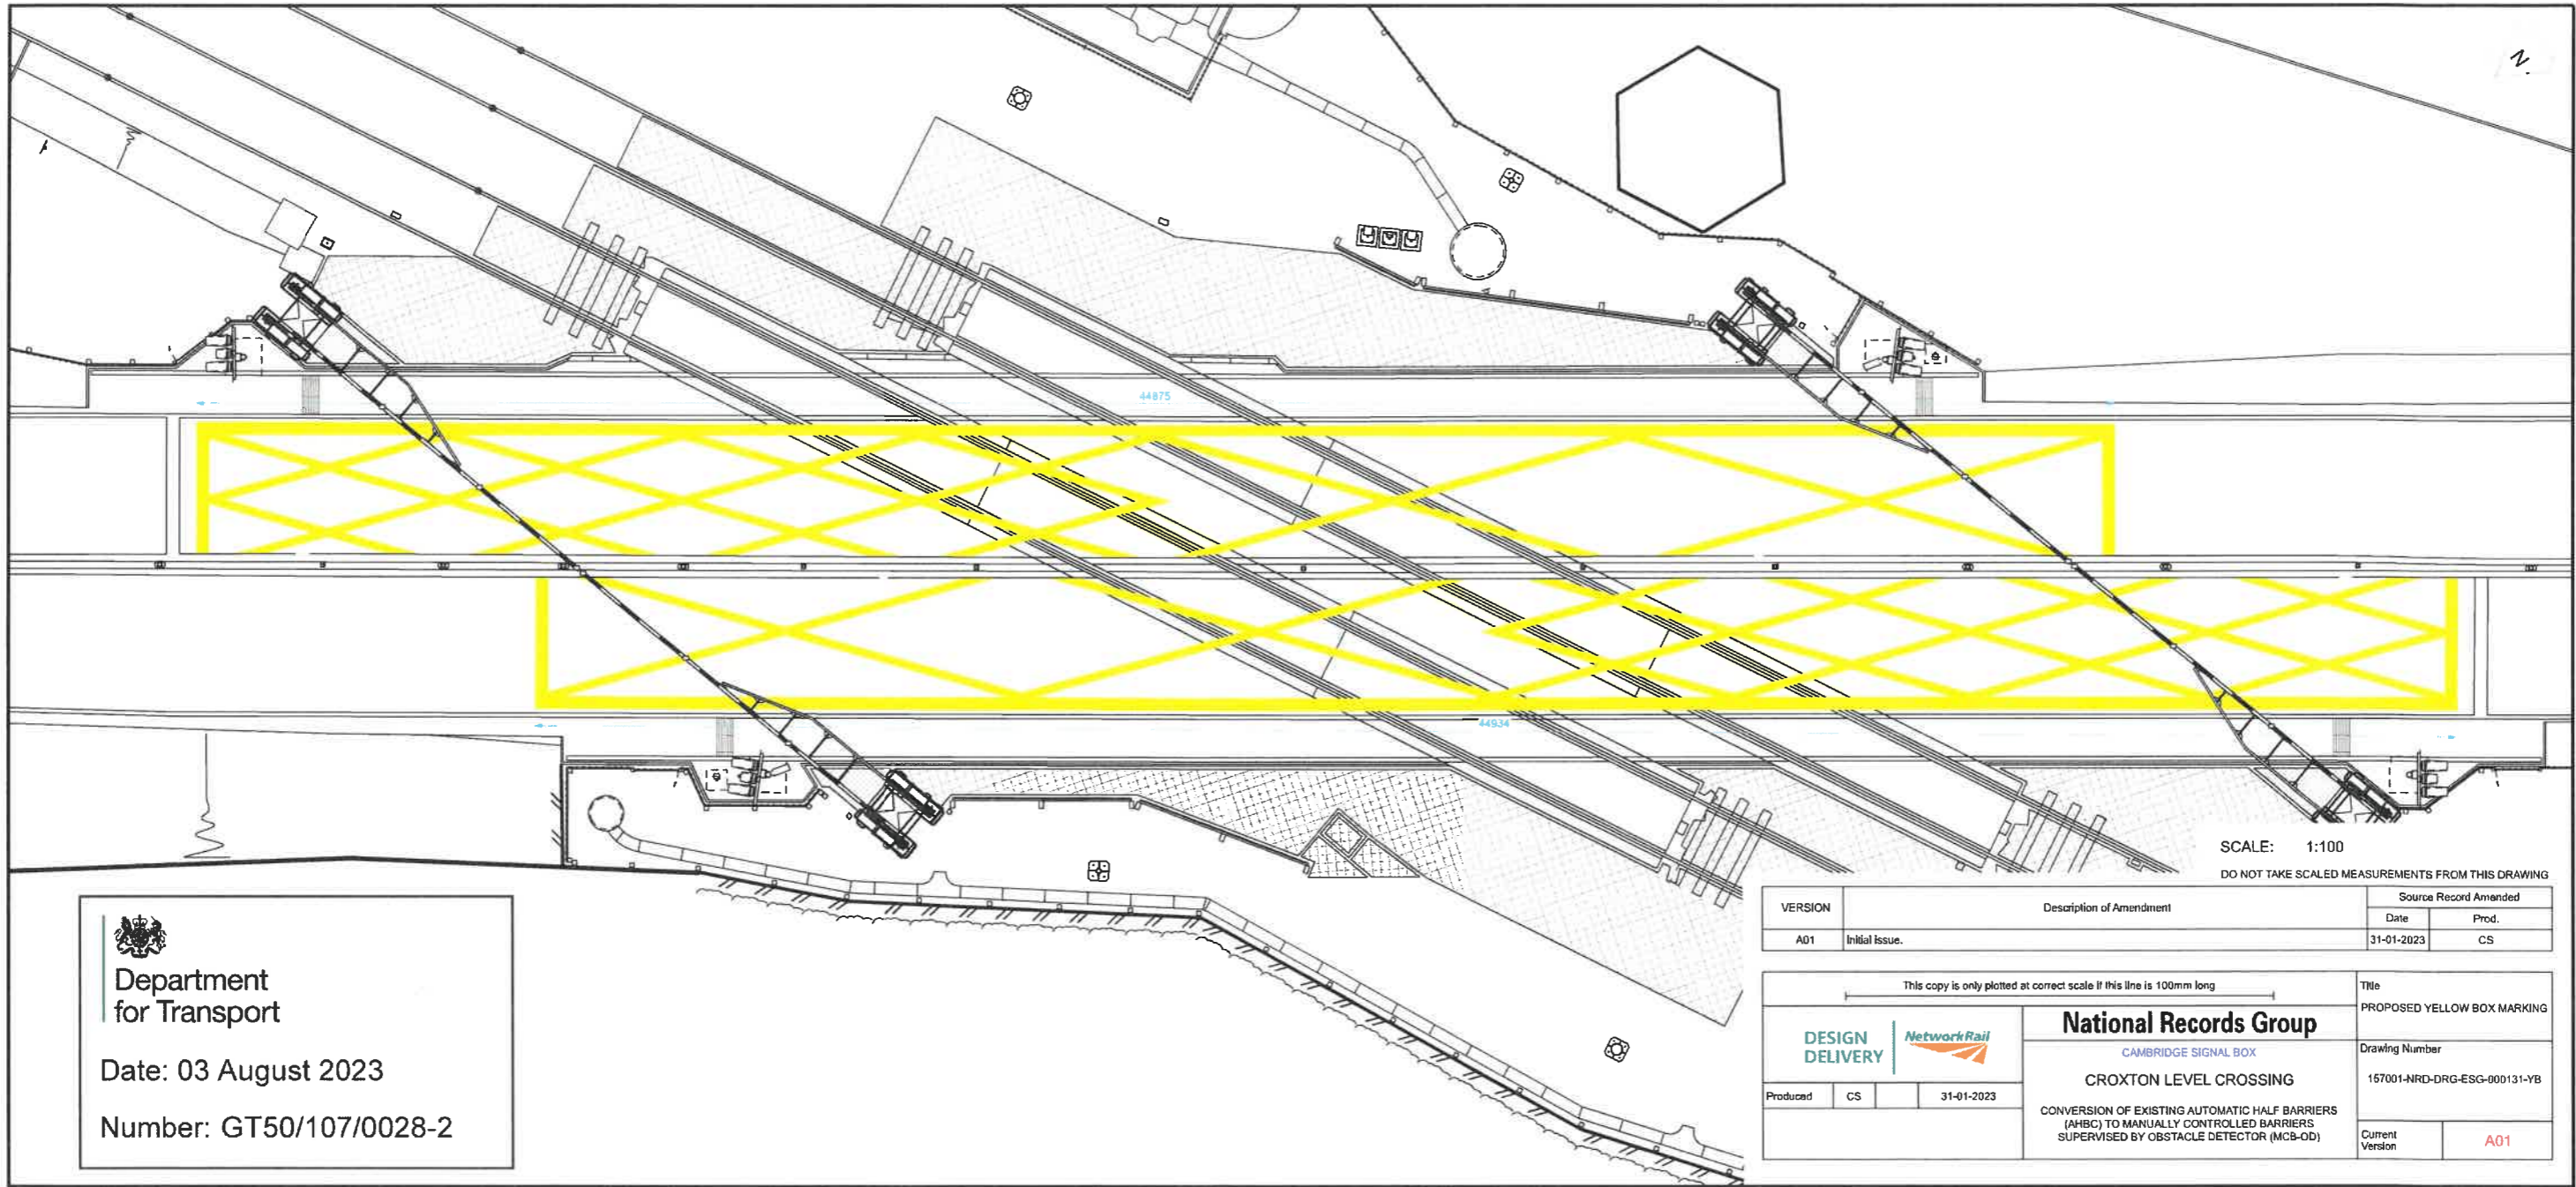 N
44875
44934
SCALE: 1:100
DO NOT TAKE SCALED MEASUREMENTS FROM THIS DRAWING
VERSION
Description of Amendment
Source Record Amended
Date
Prod.
A01
Initial issue.
31-01-2023
CS
This copy is only plotted at correct scale if this line is 100mm long
DESIGN
DELIVERY
NetworkRail
Produced
CS
31-01-2023
National Records Group
CAMBRIDGE SIGNAL BOX
CROXTON LEVEL CROSSING
CONVERSION OF EXISTING AUTOMATIC HALF BARRIERS
(AHBC) TO MANUALLY CONTROLLED BARRIERS
SUPERVISED BY OBSTACLE DETECTOR (MCB-OD)
Title
PROPOSED YELLOW BOX MARKING
Drawing Number
157001-NRD-DRG-ESG-000131-YB
Current
Version
A01
Department
for Transport
Date: 03 August 2023
Number: GT50/107/0028-2